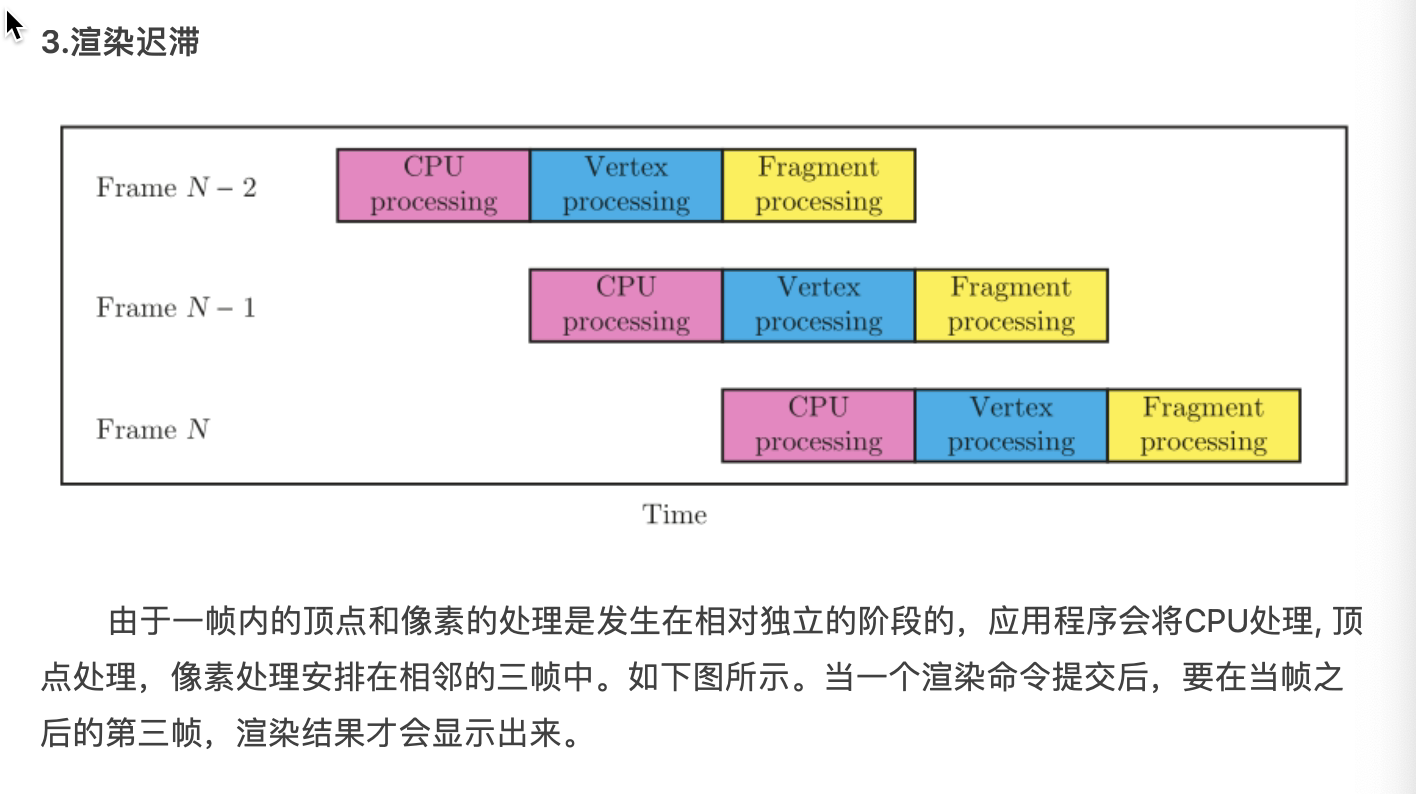 3.渲染迟滞
Frame N − 2
CPU
processing
Vertex
processing
Fragment
processing
Frame N − 1
CPU
processing
Vertex
processing
Fragment
processing
Frame N
CPU
processing
Vertex
processing
Fragment
processing
Time
由于一帧内的顶点和像素的处理是发生在相对独立的阶段的，应用程序会将CPU处理, 顶
点处理，像素处理安排在相邻的三帧中。如下图所示。当一个渲染命令提交后，要在当帧之
后的第三帧，渲染结果才会显示出来。